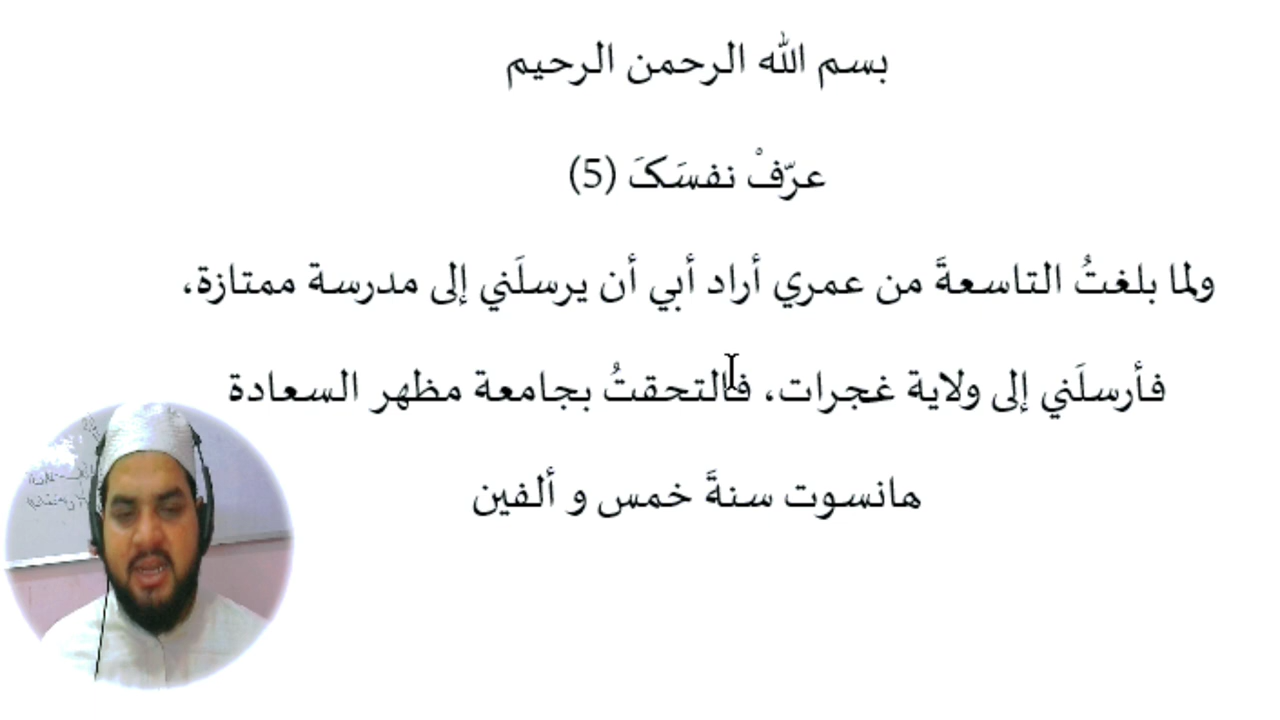 بسم الله الرحمن الرحيم
عرّفْ نفسَکَ (5)
ولما بلغتُ التاسعةَ من عمري أراد أبي أن يرسلَني إلى مدرسة ممتازة،
فأرسلَني إلى ولاية غجرات، فالتحقتُ بجامعة مظهر السعادة
هانسوت سنةَ خمس و ألفين